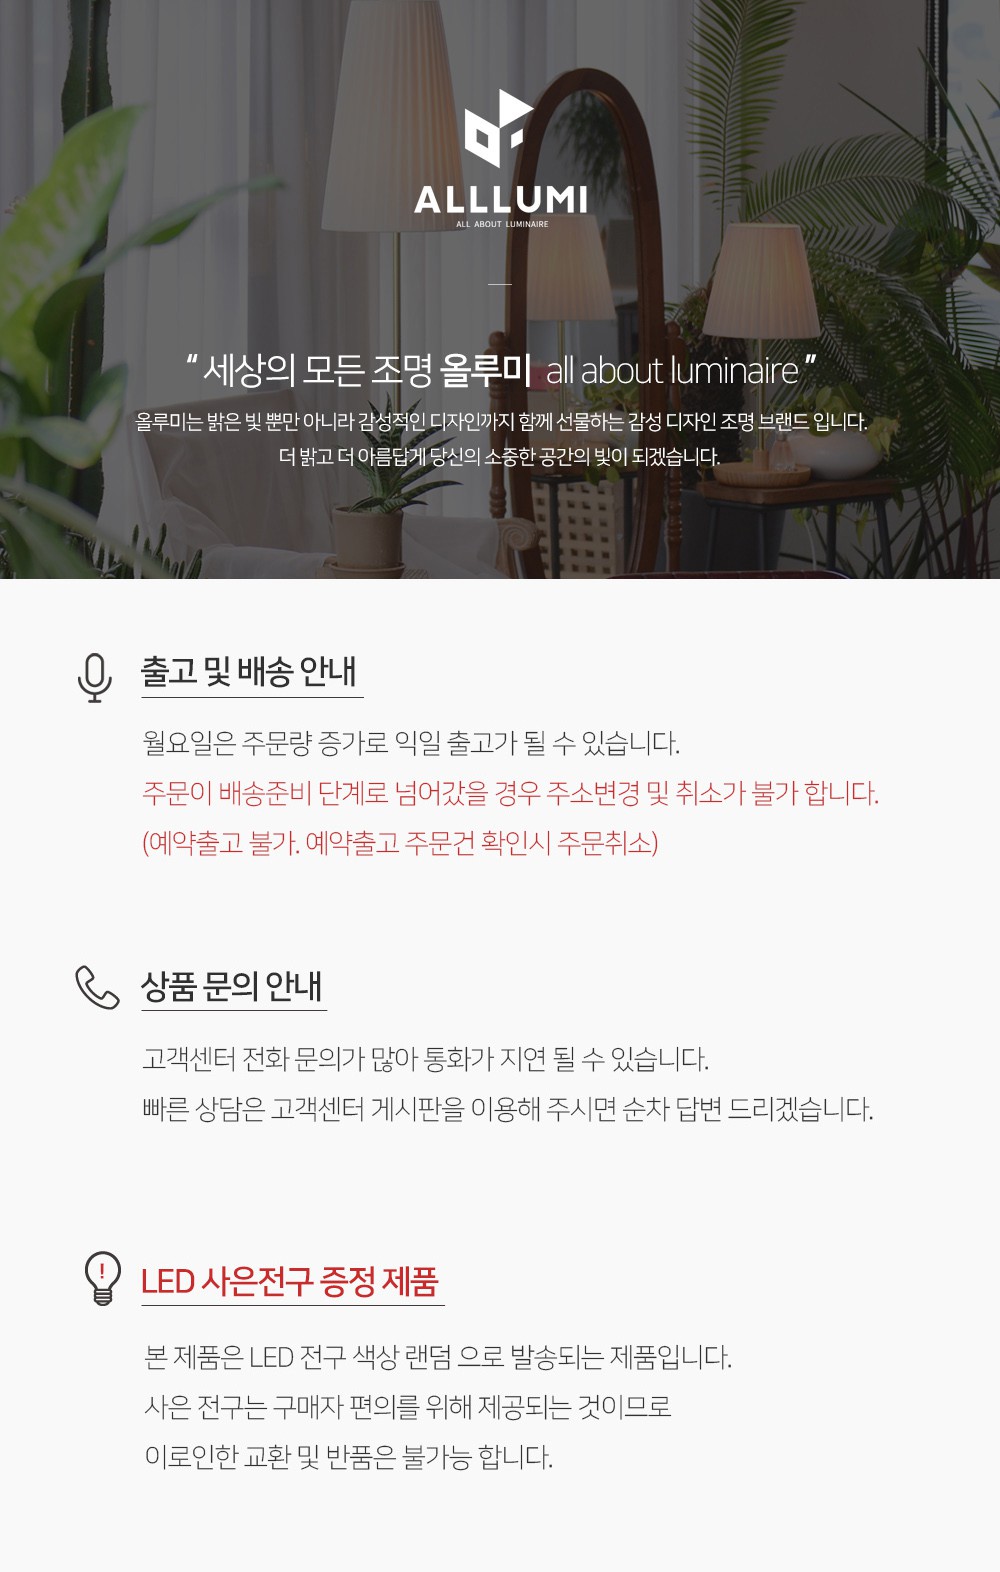 ALLLUMI
ALL ABOUT LUMINAIRE
“ 세상의 모든 조명 올루미 all about luminaire ”
올루미는 밝은 빛 뿐만 아니라 감성적인 디자인까지 함께 선물하는 감성 디자인 조명 브랜드 입니다.
더 밝고 더 아름답게 당신의 소중한 공간의 빛이 되겠습니다.
출고 및 배송 안내
월요일은 주문량 증가로 익일 출고가 될 수 있습니다.
주문이 배송준비 단계로 넘어갔을 경우 주소변경 및 취소가 불가 합니다.
(예약출고 불가. 예약출고 주문건 확인시 주문취소)
상품 문의 안내
고객센터 전화 문의가 많아 통화가 지연 될 수 있습니다.
빠른 상담은 고객센터 게시판을 이용해 주시면 순차 답변 드리겠습니다.
LED 사은전구 증정 제품
본 제품은 LED 전구 색상 랜덤 으로 발송되는 제품입니다.
사은 전구는 구매자 편의를 위해 제공되는 것이므로
이로인한 교환 및 반품은 불가능 합니다.